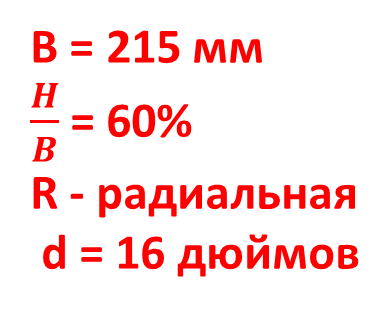 B = 215 мм
H/B = 60%
R - радиальная
d = 16 дюймов